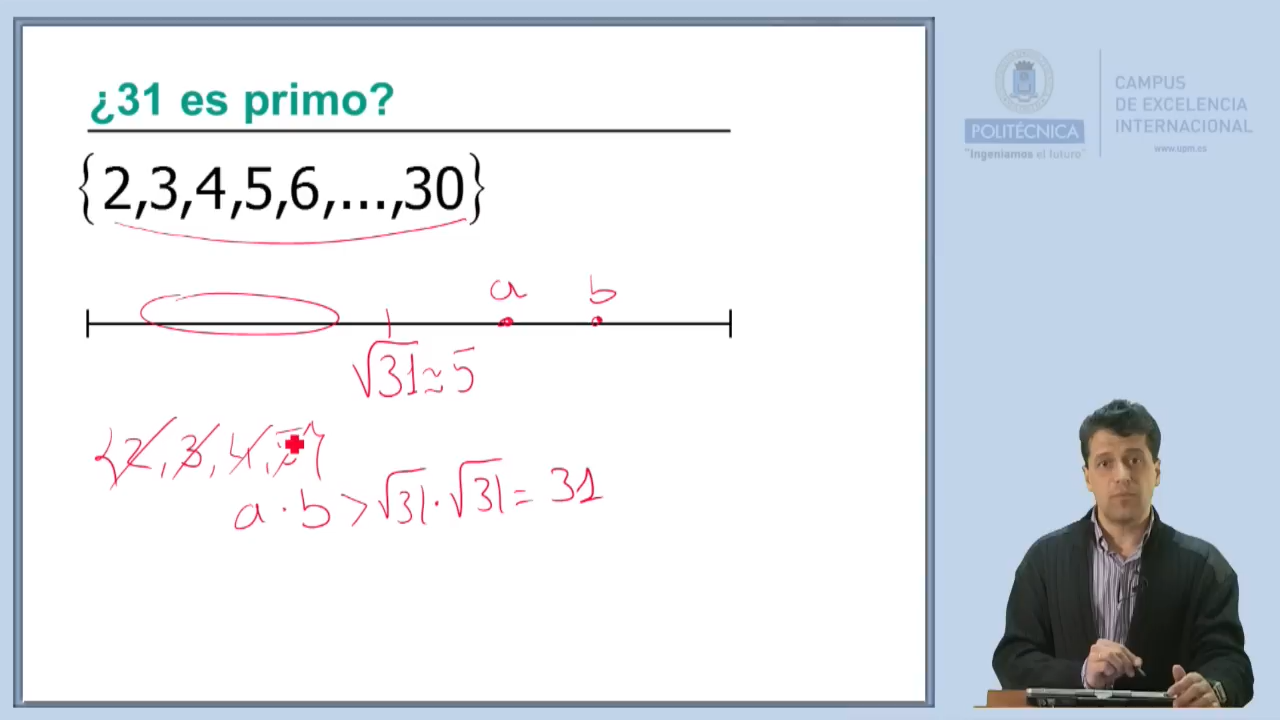 ¿31 es primo?
{2,3,4,5,6,...,30}
a b
√31 ≈ 5
{2, 3, 4, 5}
a · b > √31 · √31 = 31
POLITÉCNICA
"Ingeniamos el futuro"
CAMPUS
DE EXCELENCIA
INTERNACIONAL
www.upm.es